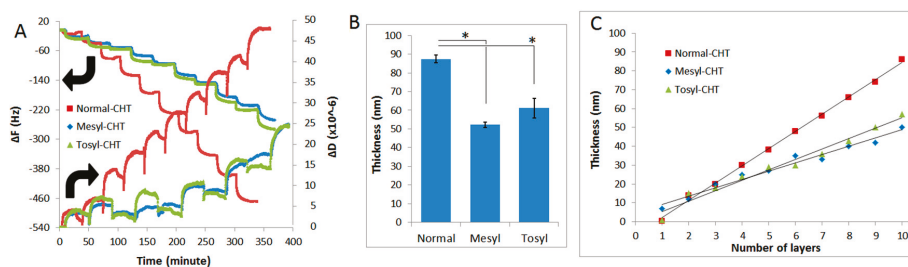 A
20
-60
-140
-220
-300
-380
-460
-540
ΔF (Hz)
50
45
40
35
30
25
20
15
10
5
0
ΔD (x10^-6)
Normal-CHT
Mesyl-CHT
Tosyl-CHT
0 50 100 150 200 250 300 350 400
Time (minute)
B
100
90
80
70
60
50
40
30
20
10
0
Thickness (nm)
* *
Normal Mesyl Tosyl
C
100
90
80
70
60
50
40
30
20
10
0
Thickness (nm)
Normal-CHT
Mesyl-CHT
Tosyl-CHT
0 1 2 3 4 5 6 7 8 9 10
Number of layers